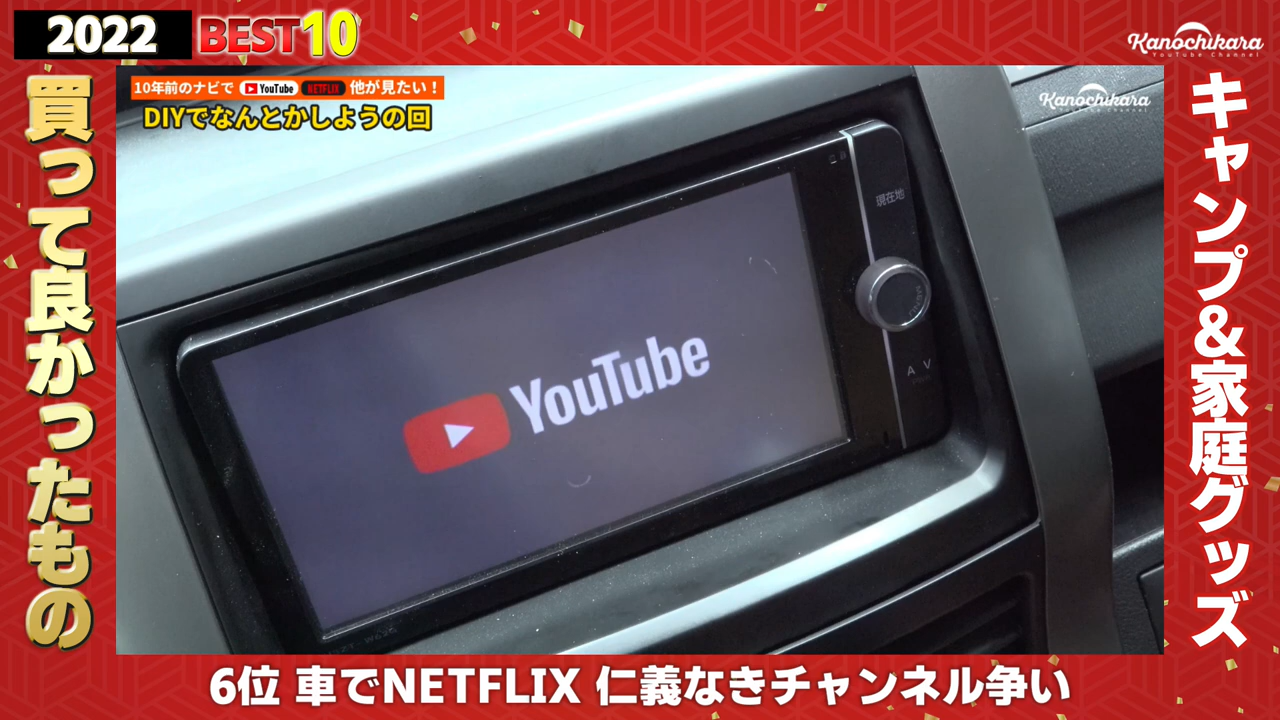 2022 BEST10
Kanochikara
YouTube Channel
買って良かったもの
10年前のナビで YouTube NETFLIX 他が見たい!
DIYでなんとかしようの回
Kanochikara
YouTube Channel
現在地
YouTube
AV
キャンプ&家庭グッズ
6位 車でNETFLIX 仁義なきチャンネル争い